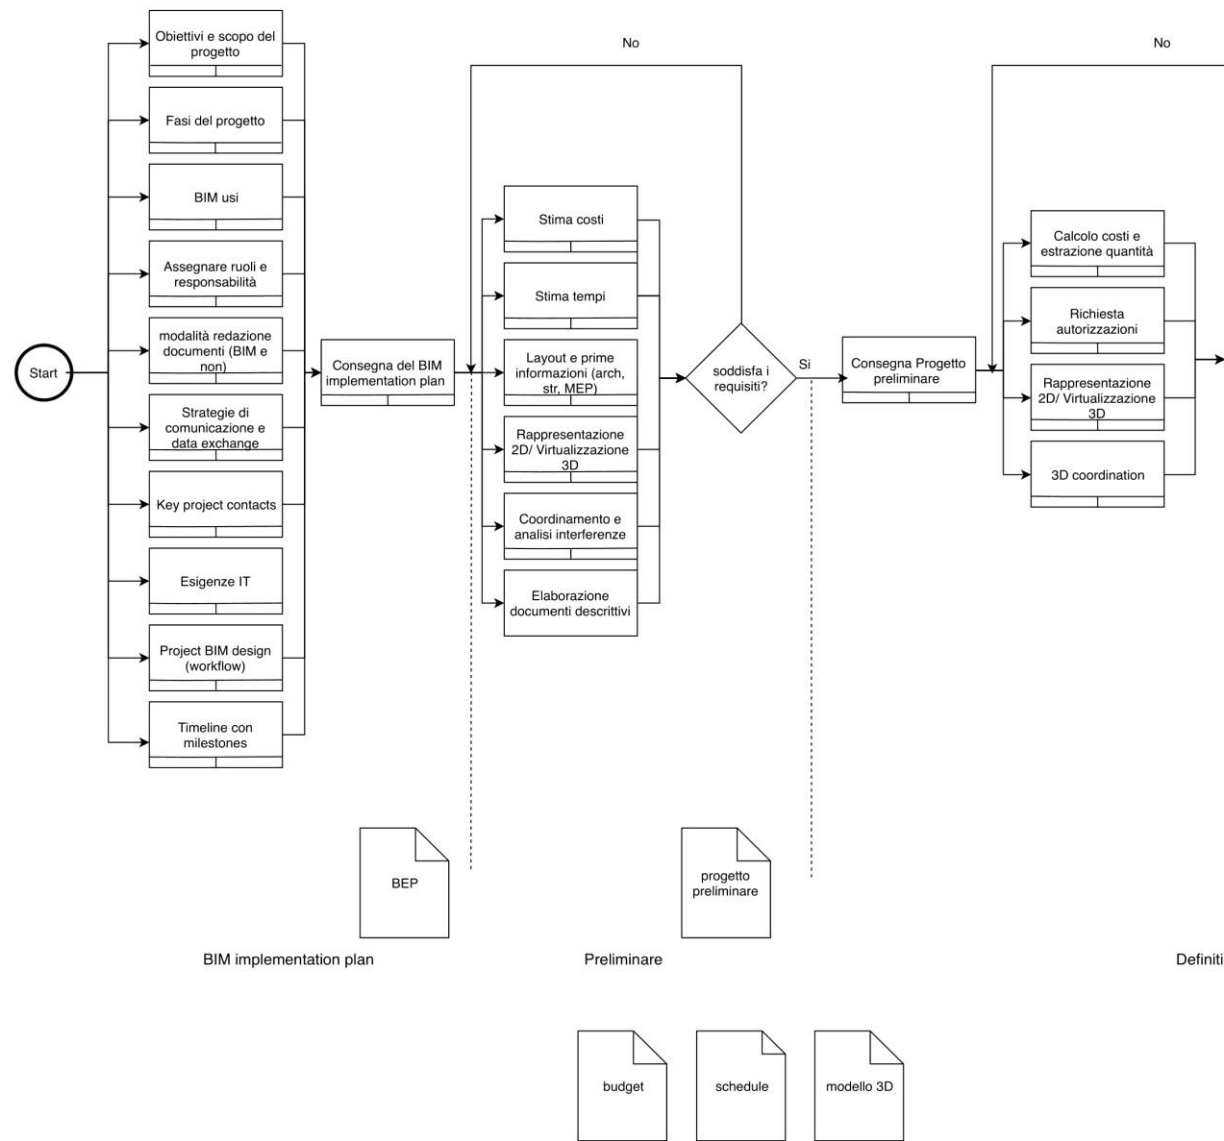 Start
Obiettivi e scopo del
progetto
Fasi del progetto
BIM usi
Assegnare ruoli e
responsabilità
modalità redazione
documenti (BIM e
non)
Strategie di
comunicazione e
data exchange
Key project contacts
Esigenze IT
Project BIM design
(workflow)
Timeline con
milestones
Consegna del BIM
implementation plan
No
Stima costi
Stima tempi
Layout e prime
informazioni (arch,
str, MEP)
Rappresentazione
2D/ Virtualizzazione
3D
Coordinamento e
analisi interferenze
Elaborazione
documenti descrittivi
soddisfa i
requisiti?
Si
Consegna Progetto
preliminare
No
Calcolo costi e
estrazione quantità
Richiesta
autorizzazioni
Rappresentazione
2D/ Virtualizzazione
3D
3D coordination
BEP
progetto
preliminare
BIM implementation plan
Preliminare
Definiti
budget
schedule
modello 3D